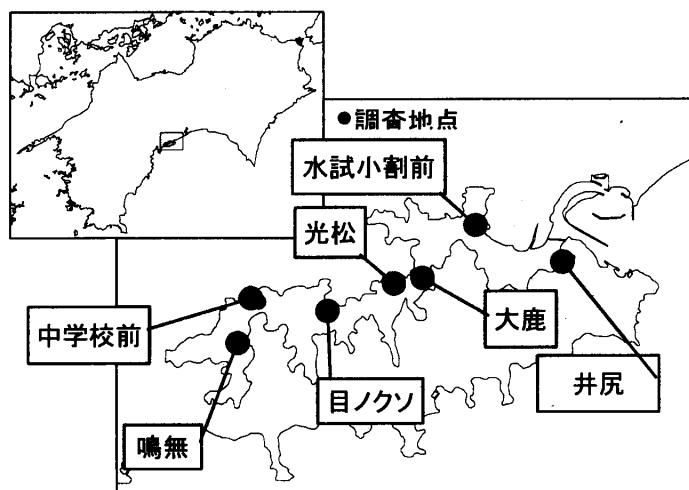 ●調査地点
水試小割前
光松
大鹿
中学校前
井尻
目ノクソ
鳴無